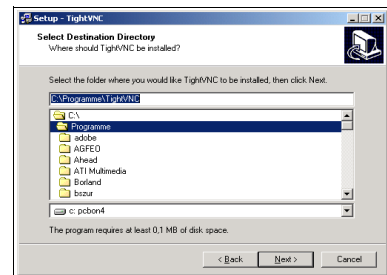 Setup - TightVNC
Select Destination Directory
Where should TightVNC be installed?
Select the folder where you would like TightVNC to be installed, then click Next.
C:\Programme\TightVNC
C:\
Programme
adobe
AGFEO
Ahead
ATI Multimedia
Borland
bszur
c: pcbon4
The program requires at least 0,1 MB of disk space.
< Back Next > Cancel